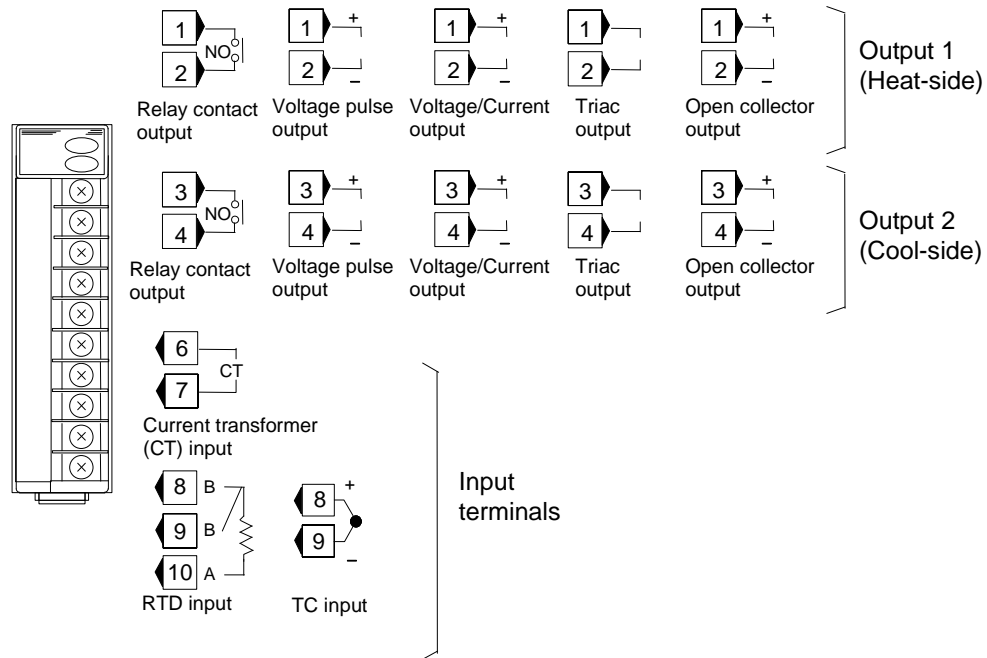 1 1 + 1 + 1 1 +
NO
2 2 – 2 – 2 2 –
Relay contact output
Voltage pulse output
Voltage/Current output
Triac output
Open collector output
Output 1
(Heat-side)
3 3 + 3 + 3 3 +
NO
4 4 – 4 – 4 4 –
Relay contact output
Voltage pulse output
Voltage/Current output
Triac output
Open collector output
Output 2
(Cool-side)
6
CT
7
Current transformer
(CT) input
8 B
9 B
10 A
RTD input
8 +
9 –
TC input
Input
terminals